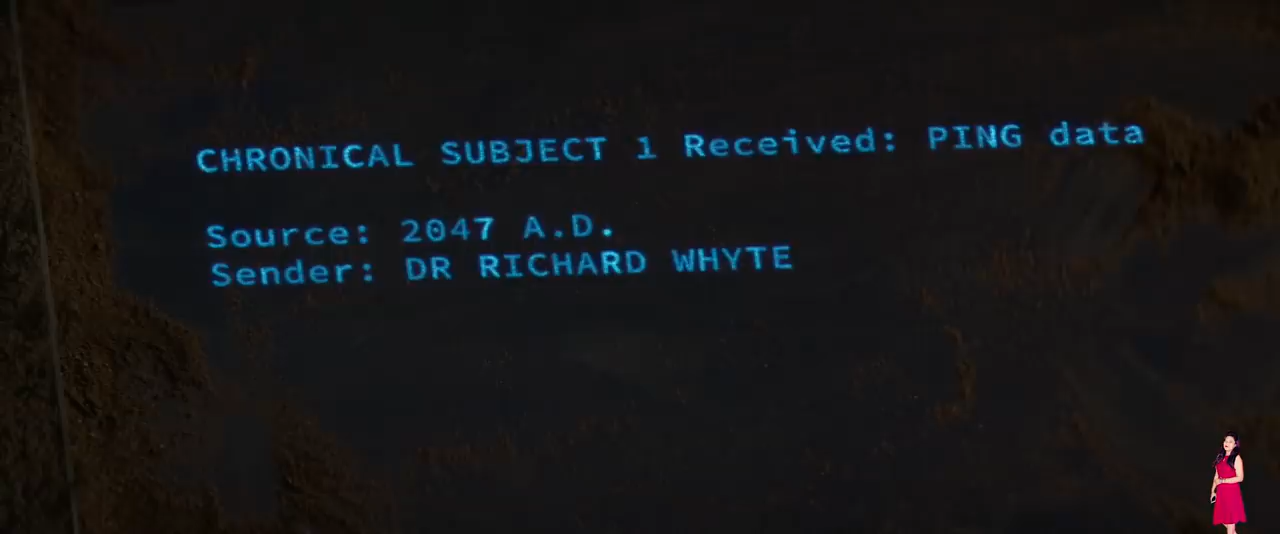 CHRONICAL SUBJECT 1 Received: PING data
Source: 2047 A.D.
Sender: DR RICHARD WHYTE